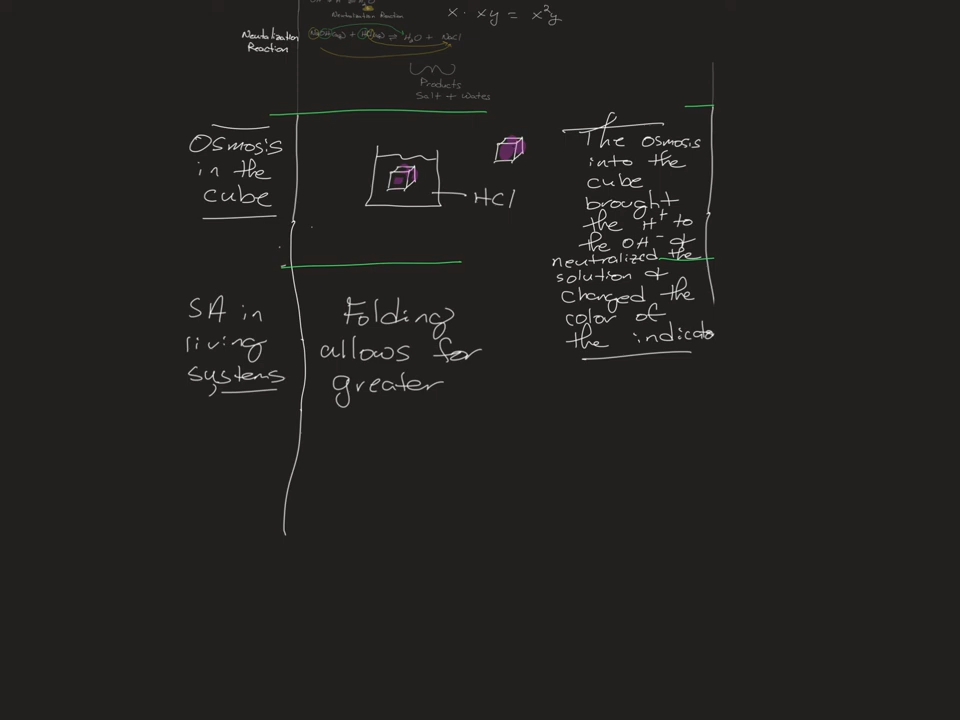 Neutralization Reaction
x · xy = x²y
Neutralization
Reaction
Products
Salt + Water
Osmosis
in the
cube
HCl
The osmosis
into the
cube
brought
the H⁺ to
the OH⁻ &
neutralized the
solution &
changed the
color of
the indicato
SA in
living
systems
Folding
allows for
greater